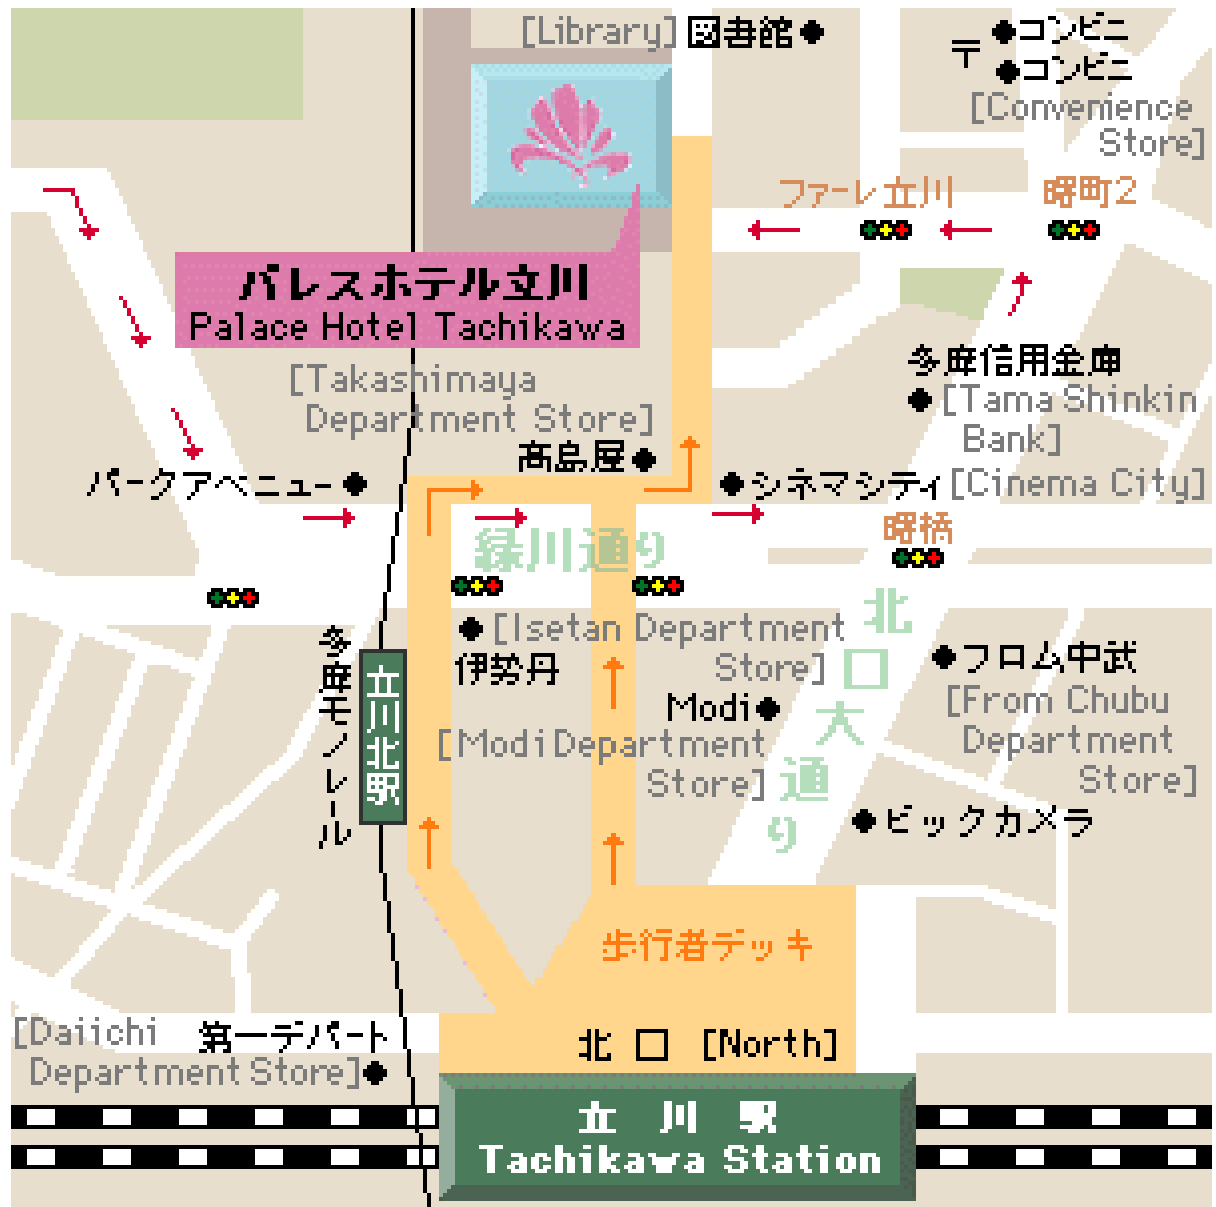 [Library] 図書館
コンビニ
〒
コンビニ
[Convenience
Store]
ファーレ立川
曙町2
パレスホテル立川
Palace Hotel Tachikawa
[Takashimaya
Department Store]
高島屋
多摩信用金庫
[Tama Shinkin
Bank]
パークアベニュー
シネマシティ [Cinema City]
曙橋
緑川通り
[Isetan Department
Store]
伊勢丹
北口大通り
多摩モノレール
立川北駅
Modi
[Modi Department
Store]
フロム中武
[From Chubu
Department
Store]
ビックカメラ
歩行者デッキ
北口 [North]
[Daiichi
第一デパート
Department Store]
立川駅
Tachikawa Station